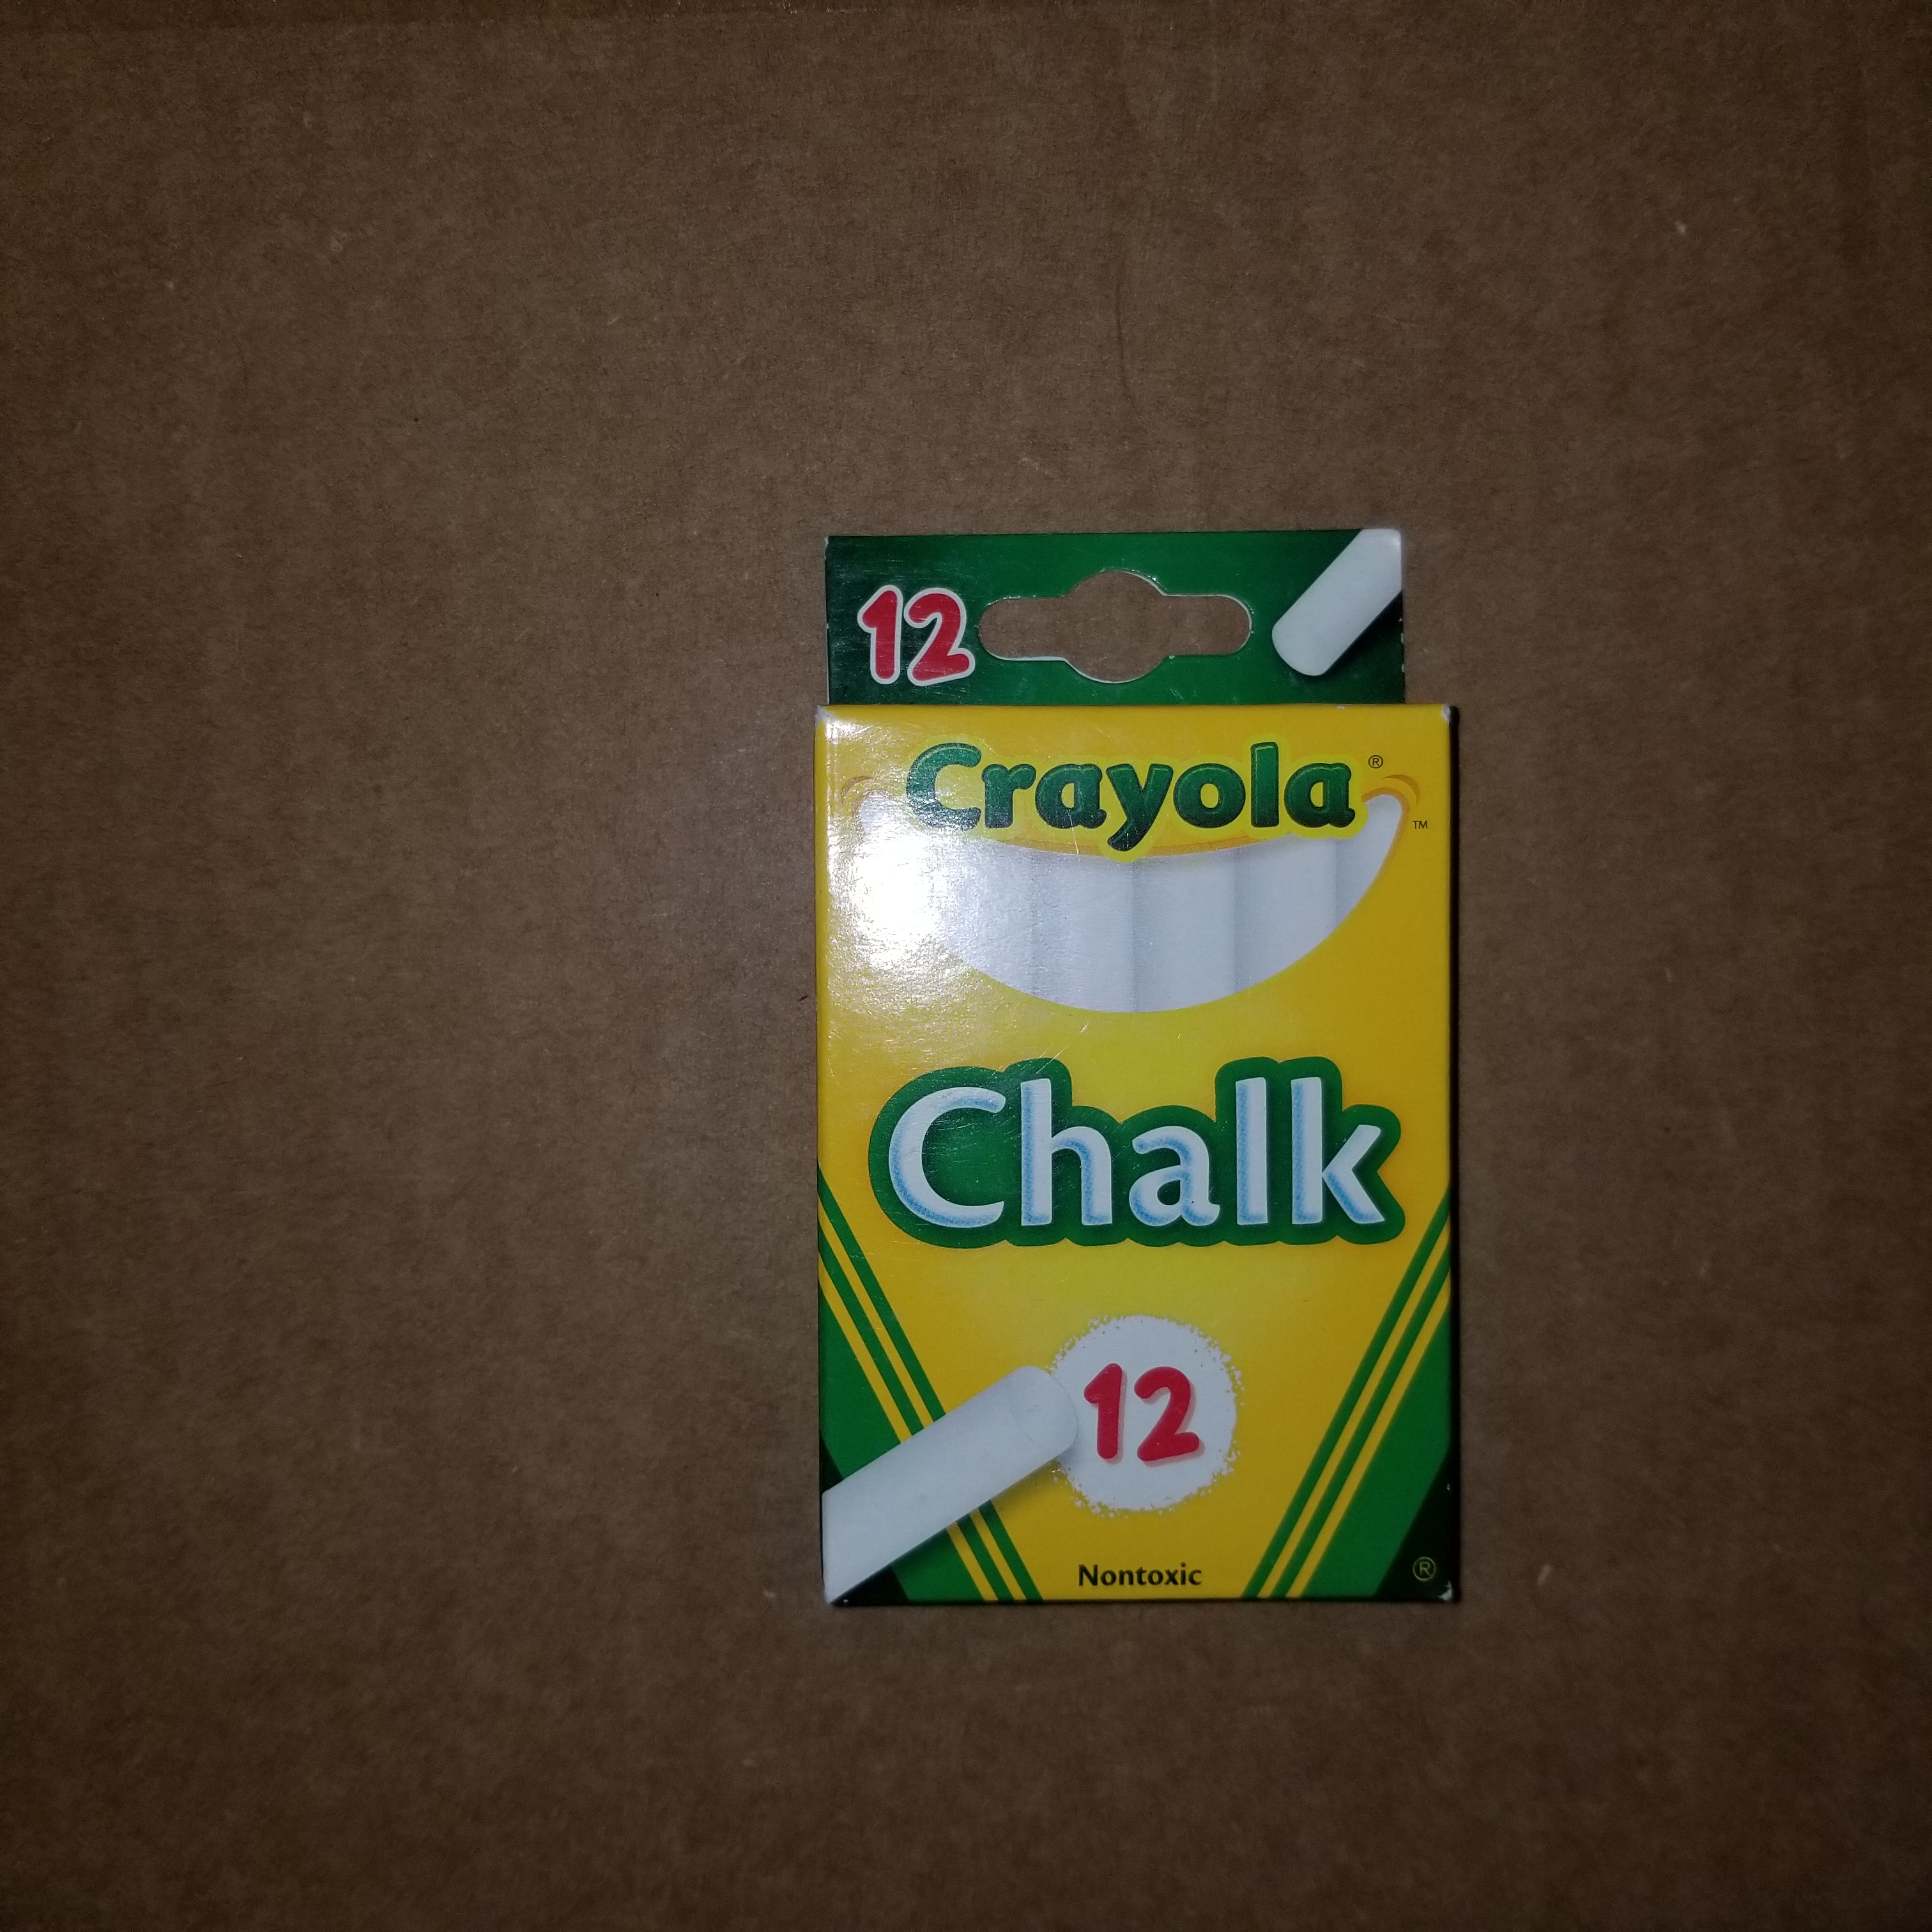 12
Crayola®
™
Chalk
12
Nontoxic
®